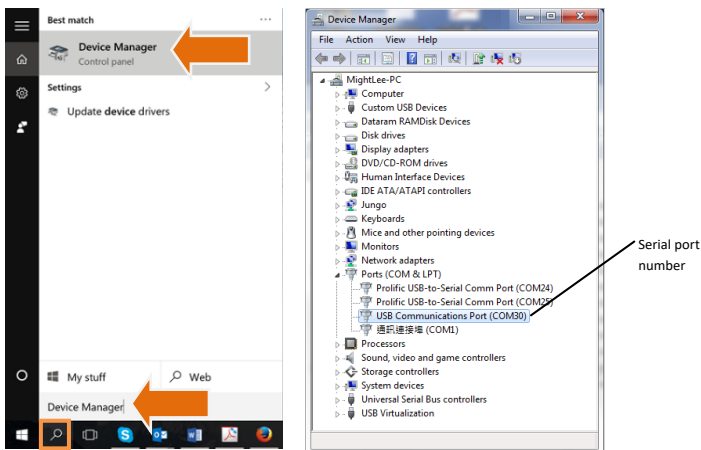 Best match
Device Manager
Control panel
Settings
Update device drivers
My stuff
Web
Device Manager
Device Manager
File Action View Help
MightLee-PC
Computer
Custom USB Devices
Dataram RAMDisk Devices
Disk drives
Display adapters
DVD/CD-ROM drives
Human Interface Devices
IDE ATA/ATAPI controllers
Jungo
Keyboards
Mice and other pointing devices
Monitors
Network adapters
Ports (COM & LPT)
Prolific USB-to-Serial Comm Port (COM24)
Prolific USB-to-Serial Comm Port (COM25)
USB Communications Port (COM30)
通訊連接埠 (COM1)
Processors
Sound, video and game controllers
Storage controllers
System devices
Universal Serial Bus controllers
USB Virtualization
Serial port
number